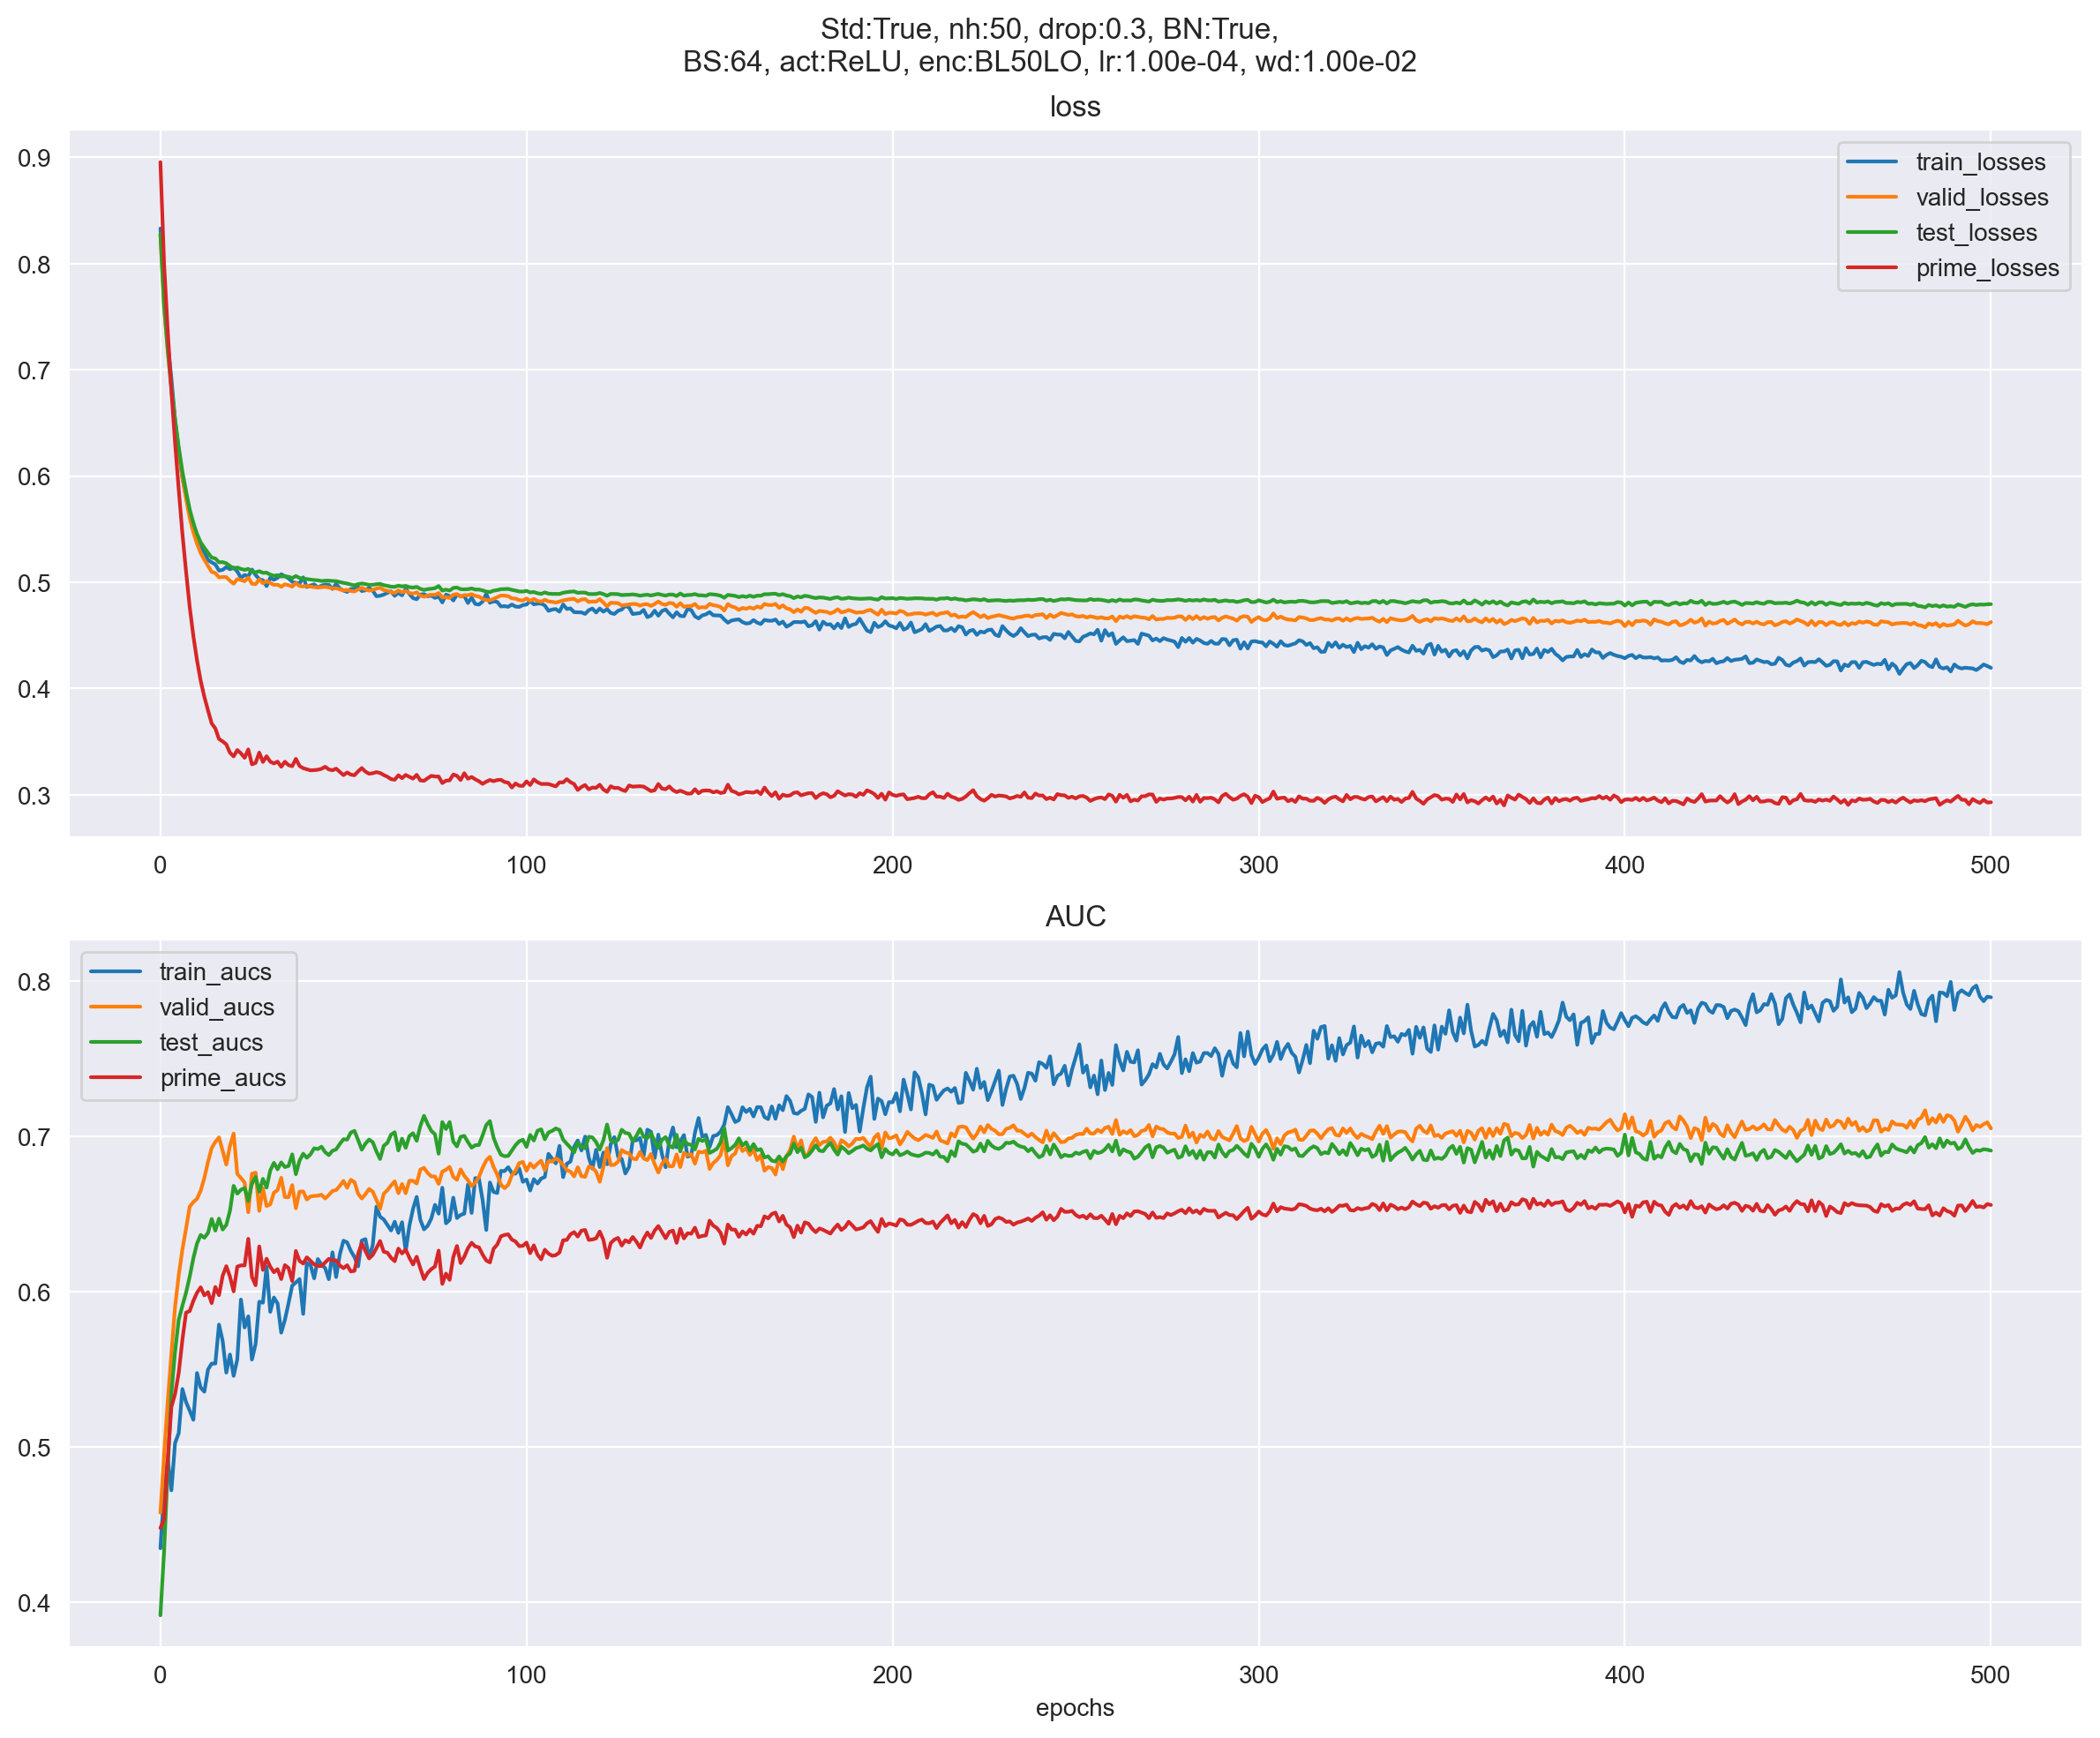 Std:True, nh:50, drop:0.3, BN:True,
BS:64, act:ReLU, enc:BL50LO, lr:1.00e-04, wd:1.00e-02
loss
0.9
0.8
0.7
0.6
0.5
0.4
0.3
train_losses
valid_losses
test_losses
prime_losses
0 100 200 300 400 500
AUC
0.8
0.7
0.6
0.5
0.4
train_aucs
valid_aucs
test_aucs
prime_aucs
0 100 200 300 400 500
epochs